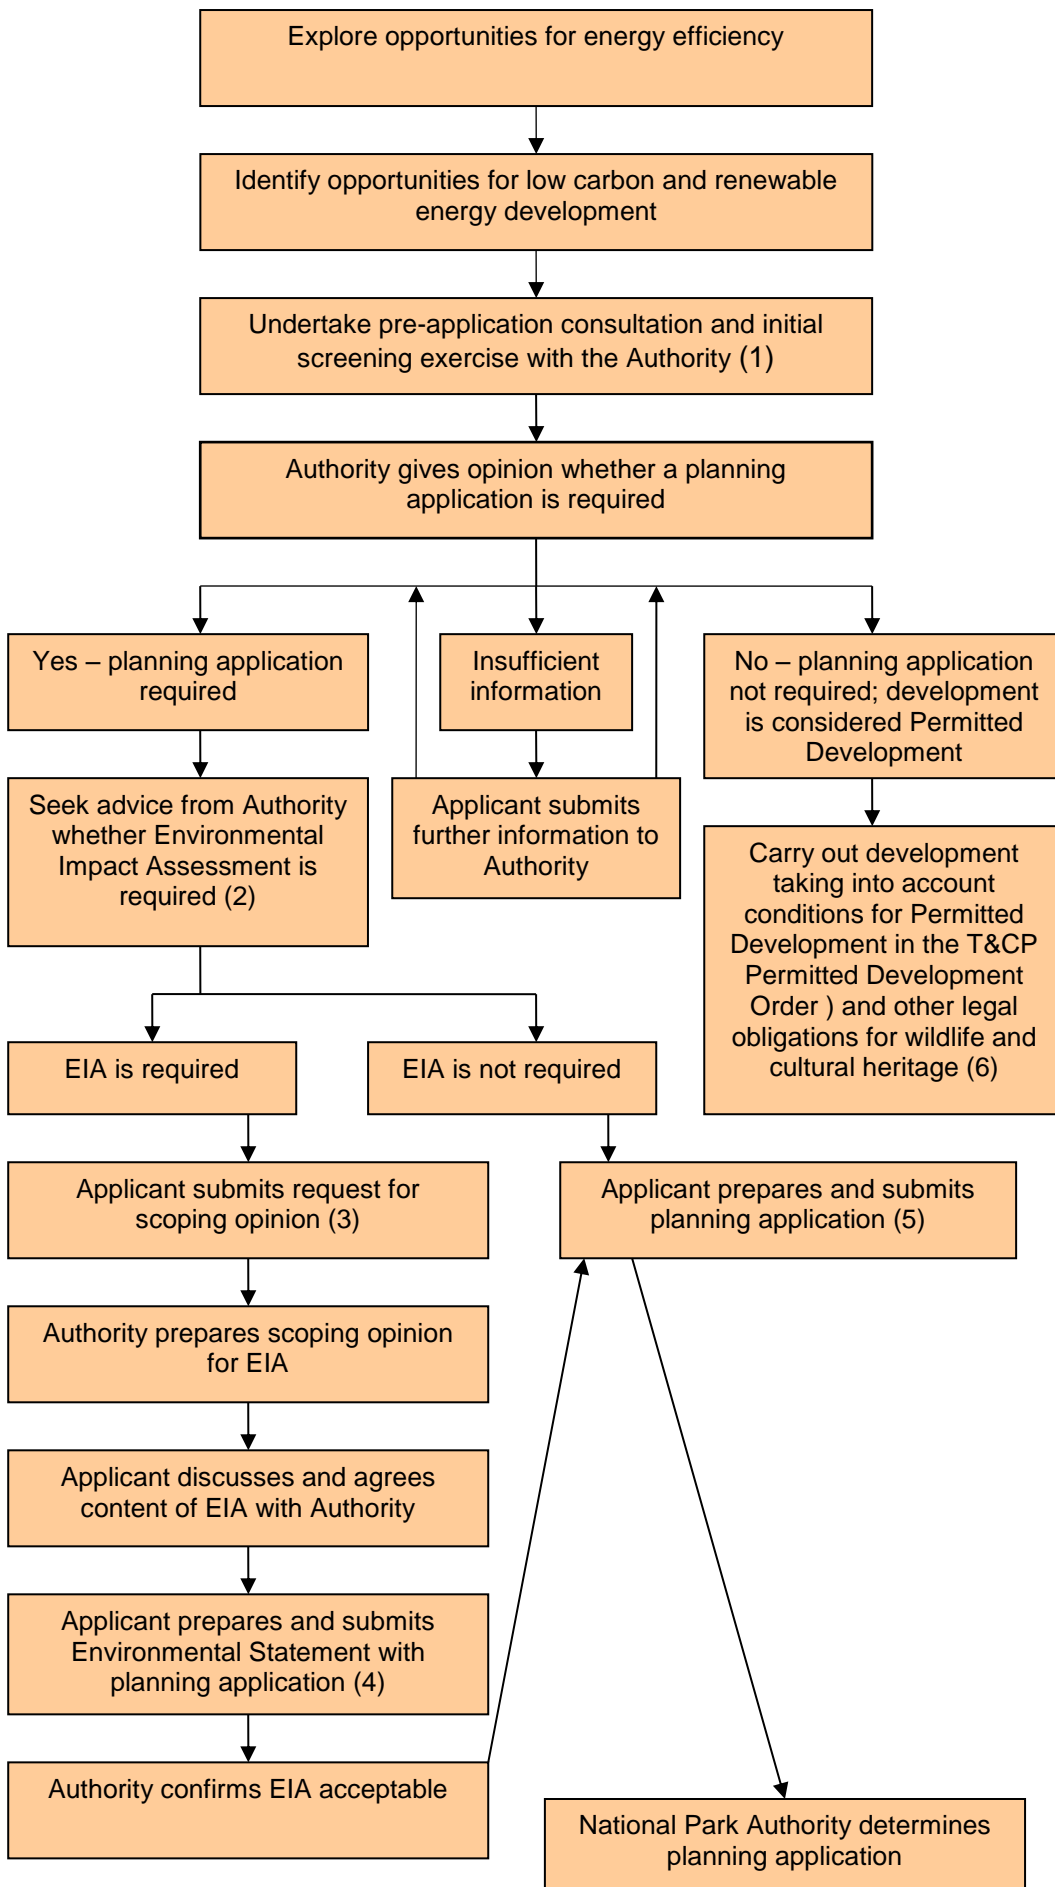 Explore opportunities for energy efficiency
Identify opportunities for low carbon and renewable
energy development
Undertake pre-application consultation and initial
screening exercise with the Authority (1)
Authority gives opinion whether a planning
application is required
Yes – planning application
required
Insufficient
information
No – planning application
not required; development
is considered Permitted
Development
Seek advice from Authority
whether Environmental
Impact Assessment is
required (2)
Applicant submits
further information to
Authority
Carry out development
taking into account
conditions for Permitted
Development in the T&CP
Permitted Development
Order ) and other legal
obligations for wildlife and
cultural heritage (6)
EIA is required
EIA is not required
Applicant submits request for
scoping opinion (3)
Applicant prepares and submits
planning application (5)
Authority prepares scoping opinion
for EIA
Applicant discusses and agrees
content of EIA with Authority
Applicant prepares and submits
Environmental Statement with
planning application (4)
Authority confirms EIA acceptable
National Park Authority determines
planning application